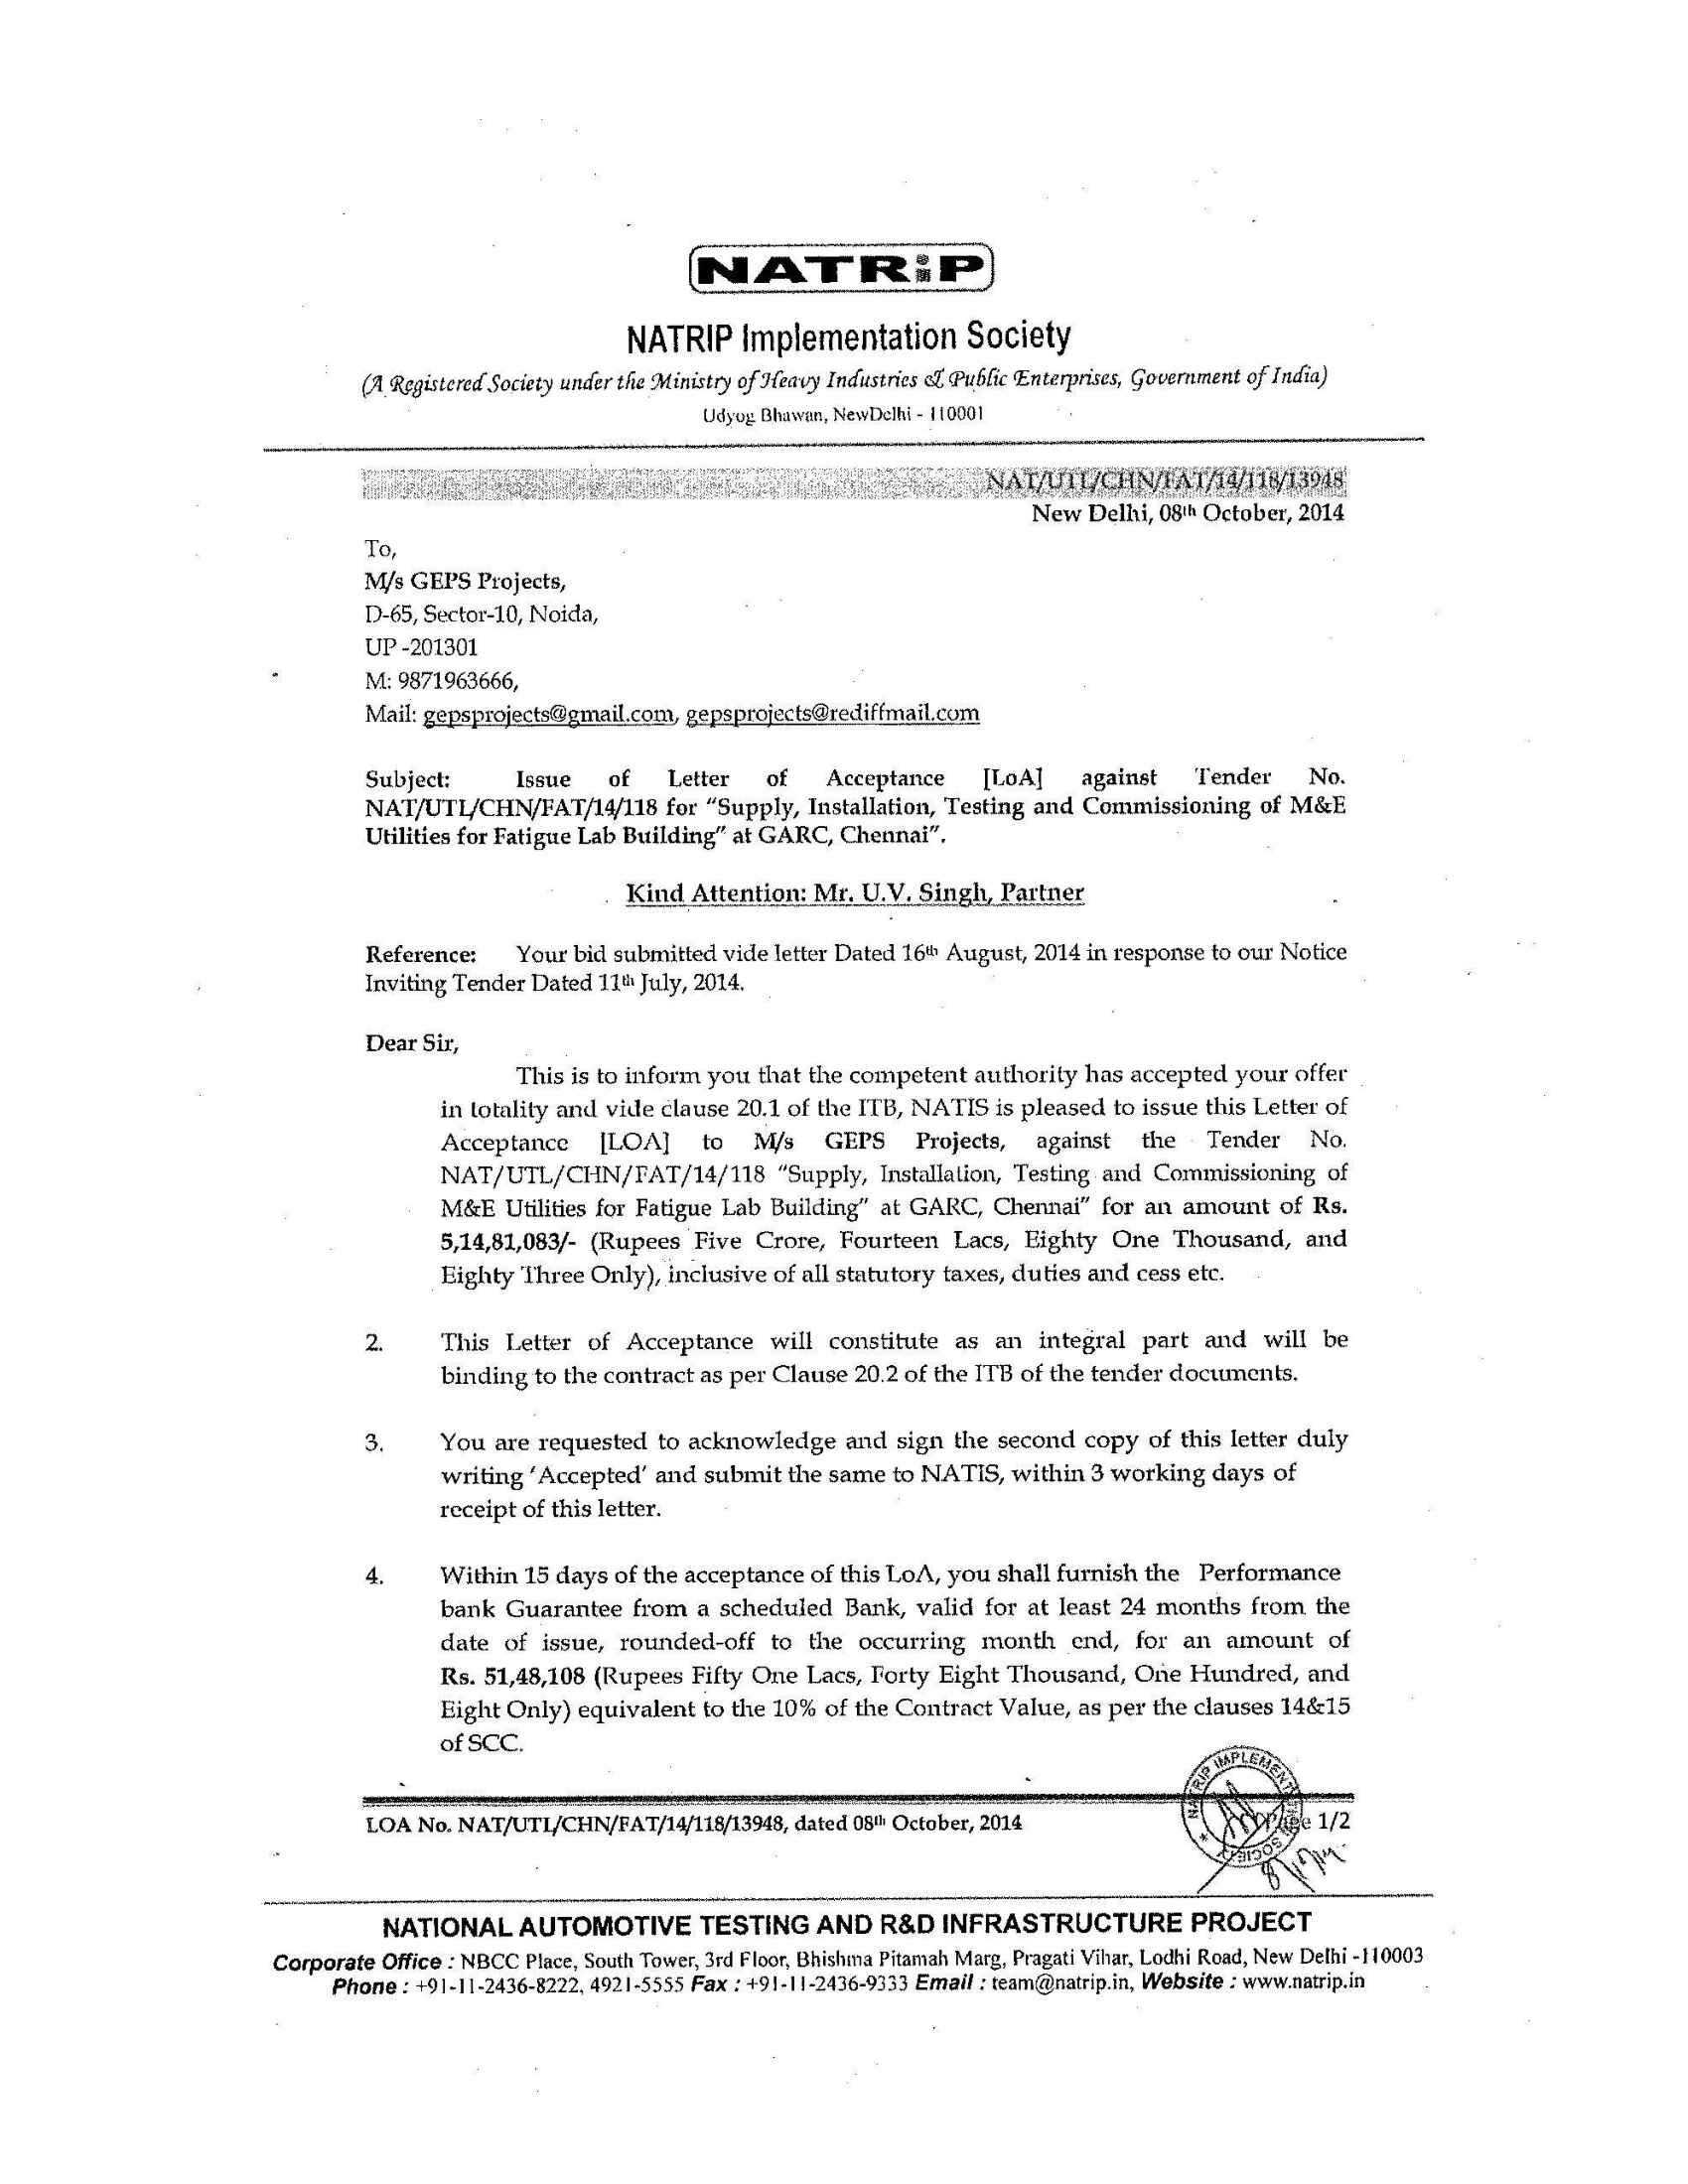 NATRiP
NATRIP Implementation Society
(A Registered Society under the Ministry of Heavy Industries & Public Enterprises, Government of India)
Udyog Bhawan, NewDelhi - 110001
NAT/UTL/CHN/FAT/14/118/13948
New Delhi, 08th October, 2014
To,
M/s GEPS Projects,
D-65, Sector-10, Noida,
UP -201301
M: 9871963666,
Mail: gepsprojects@gmail.com, gepsprojects@rediffmail.com
Subject: Issue of Letter of Acceptance [LoA] against Tender No.
NAT/UTL/CHN/FAT/14/118 for "Supply, Installation, Testing and Commissioning of M&E
Utilities for Fatigue Lab Building" at GARC, Chennai".
Kind Attention: Mr. U.V. Singh, Partner
Reference: Your bid submitted vide letter Dated 16th August, 2014 in response to our Notice
Inviting Tender Dated 11th July, 2014.
Dear Sir,
This is to inform you that the competent authority has accepted your offer
in totality and vide clause 20.1 of the ITB, NATIS is pleased to issue this Letter of
Acceptance [LOA] to M/s GEPS Projects, against the Tender No.
NAT/UTL/CHN/FAT/14/118 "Supply, Installation, Testing and Commissioning of
M&E Utilities for Fatigue Lab Building" at GARC, Chennai" for an amount of Rs.
5,14,81,083/- (Rupees Five Crore, Fourteen Lacs, Eighty One Thousand, and
Eighty Three Only), inclusive of all statutory taxes, duties and cess etc.
2. This Letter of Acceptance will constitute as an integral part and will be
binding to the contract as per Clause 20.2 of the ITB of the tender documents.
3. You are requested to acknowledge and sign the second copy of this letter duly
writing 'Accepted' and submit the same to NATIS, within 3 working days of
receipt of this letter.
4. Within 15 days of the acceptance of this LoA, you shall furnish the Performance
bank Guarantee from a scheduled Bank, valid for at least 24 months from the
date of issue, rounded-off to the occurring month end, for an amount of
Rs. 51,48,108 (Rupees Fifty One Lacs, Forty Eight Thousand, One Hundred, and
Eight Only) equivalent to the 10% of the Contract Value, as per the clauses 14&15
of SCC.
LOA No. NAT/UTL/CHN/FAT/14/118/13948, dated 08th October, 2014
1/2
NATRIP IMPLEMENT
SOCIE
NATIONAL AUTOMOTIVE TESTING AND R&D INFRASTRUCTURE PROJECT
Corporate Office : NBCC Place, South Tower, 3rd Floor, Bhishma Pitamah Marg, Pragati Vihar, Lodhi Road, New Delhi -110003
Phone : +91-11-2436-8222, 4921-5555 Fax : +91-11-2436-9333 Email : team@natrip.in, Website : www.natrip.in